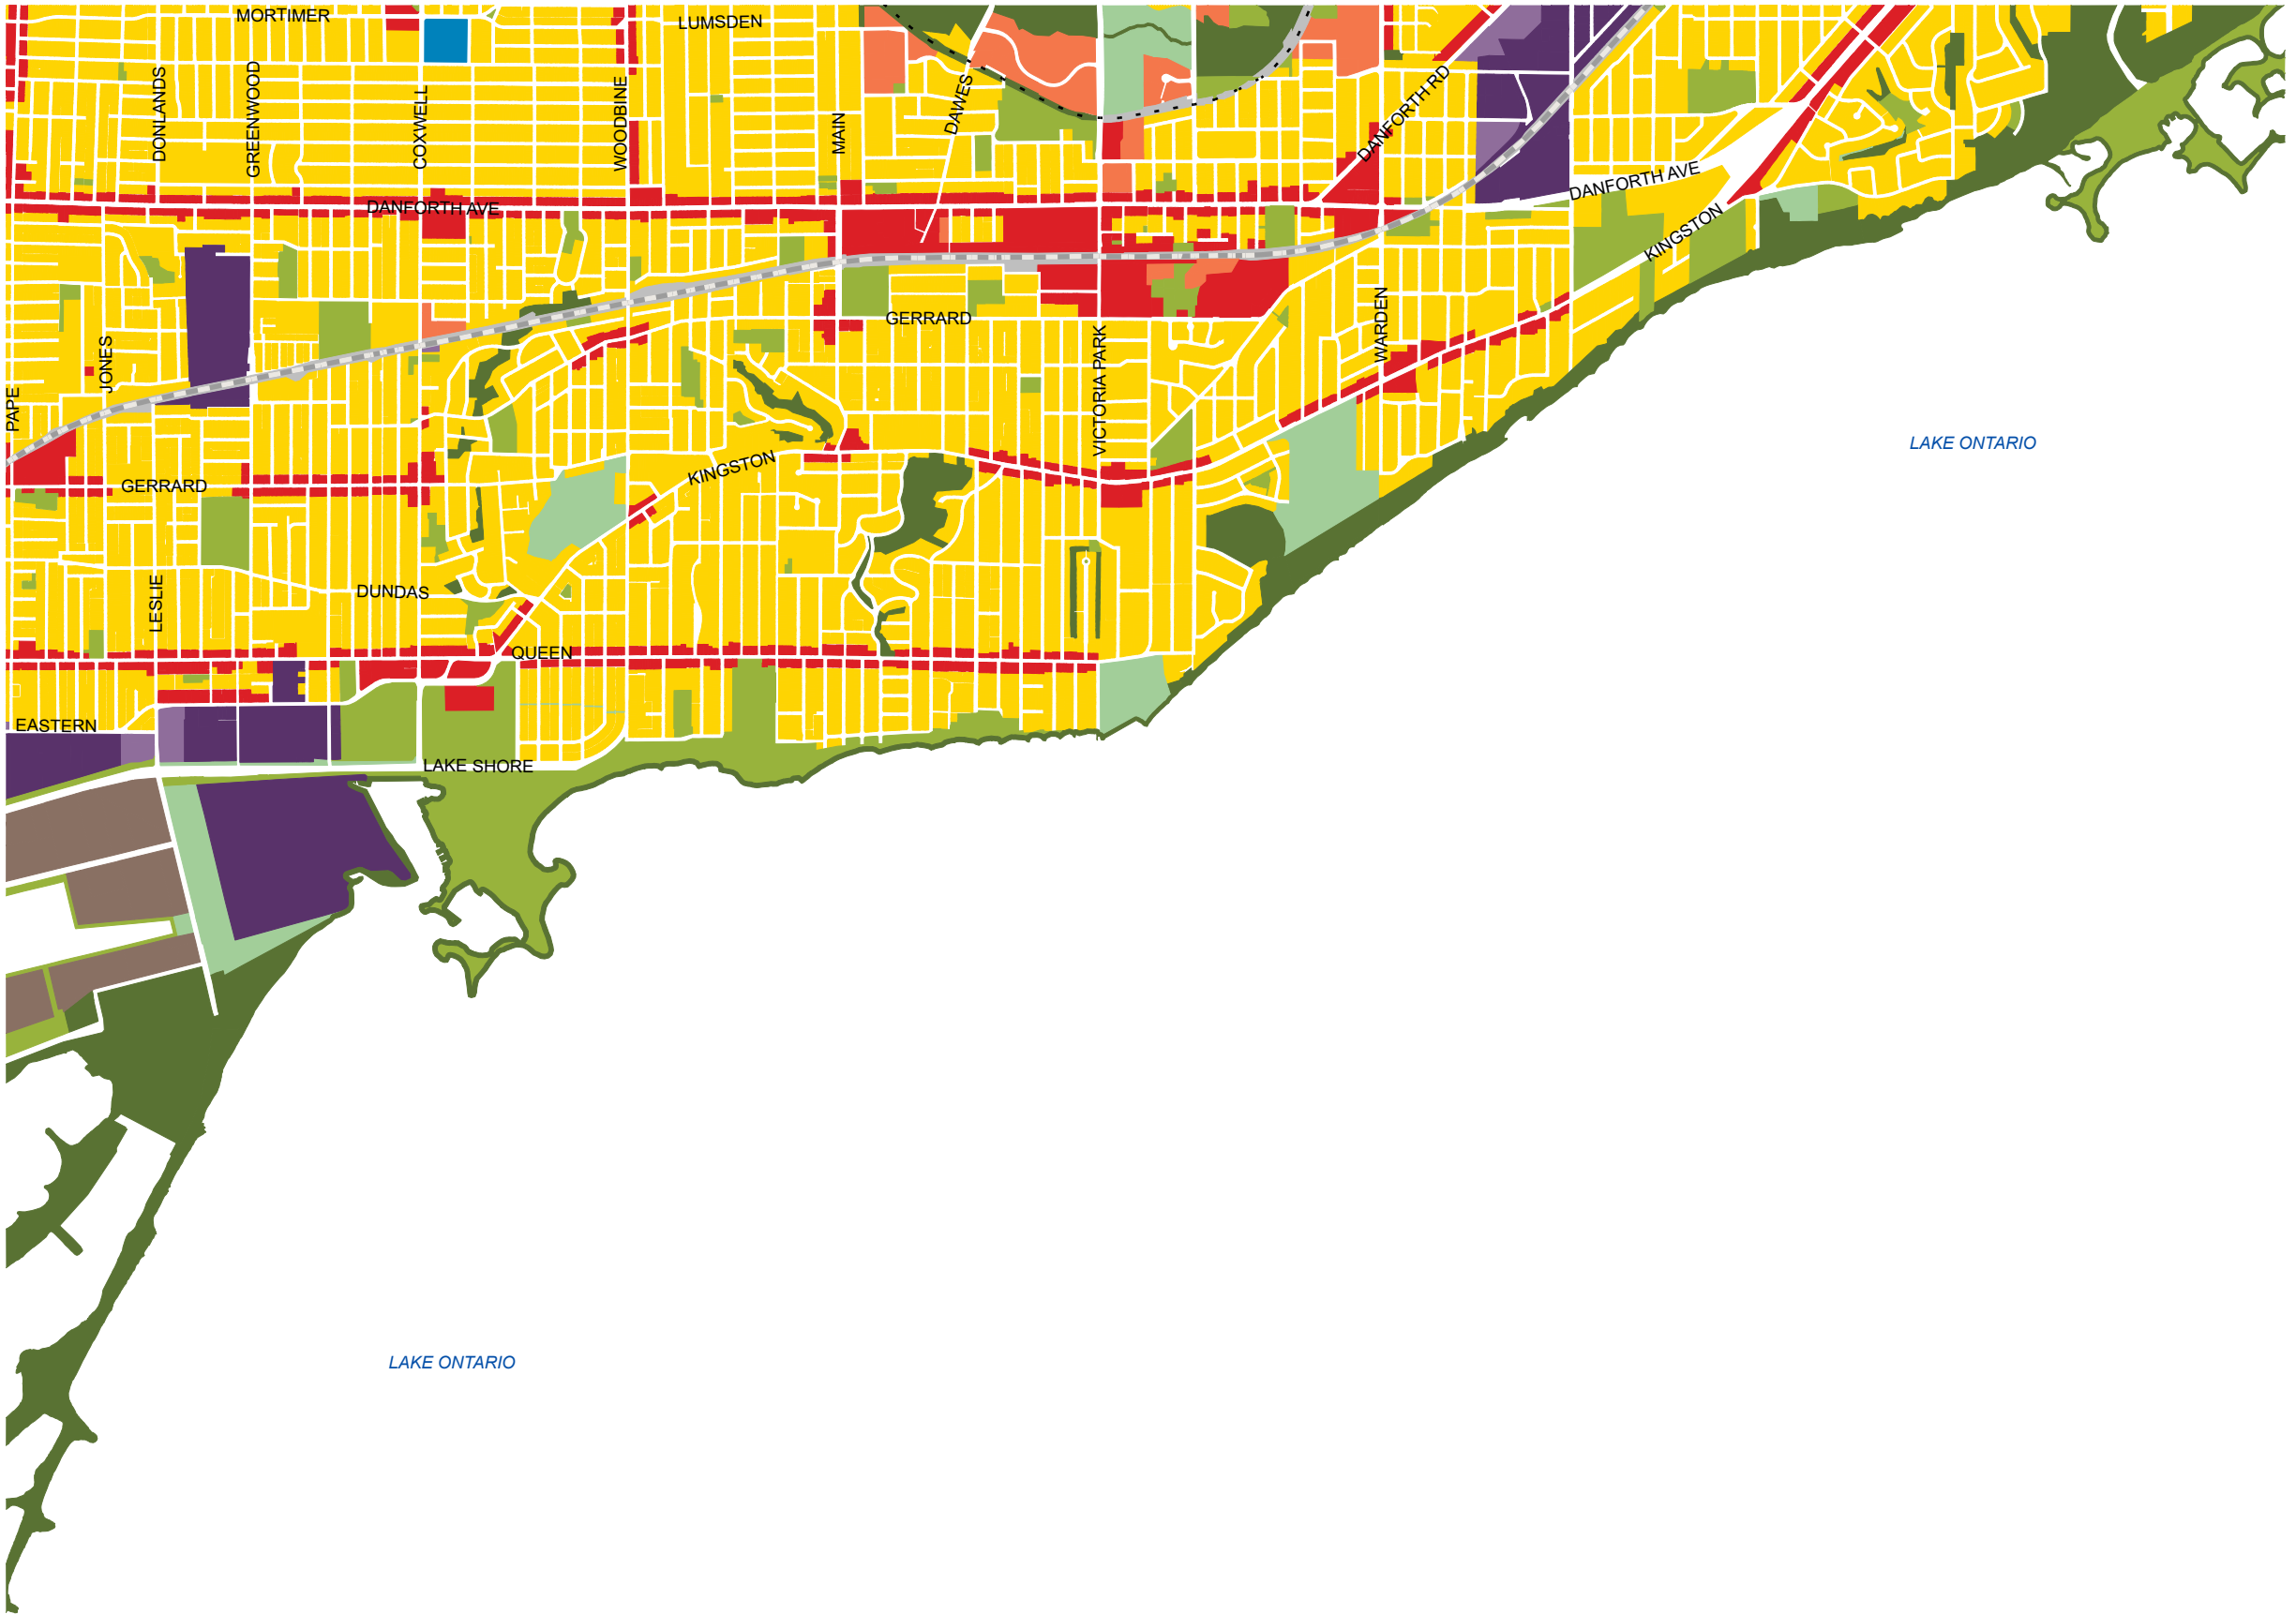 MORTIMER
LUMSDEN
DONLANDS
GREENWOOD
COXWELL
WOODBINE
MAIN
DAWES
DANFORTH RD
DANFORTH AVE
DANFORTH AVE
KINGSTON
PAPE
JONES
GERRARD
VICTORIA PARK
WARDEN
LAKE ONTARIO
GERRARD
KINGSTON
LESLIE
DUNDAS
QUEEN
EASTERN
LAKE SHORE
LAKE ONTARIO